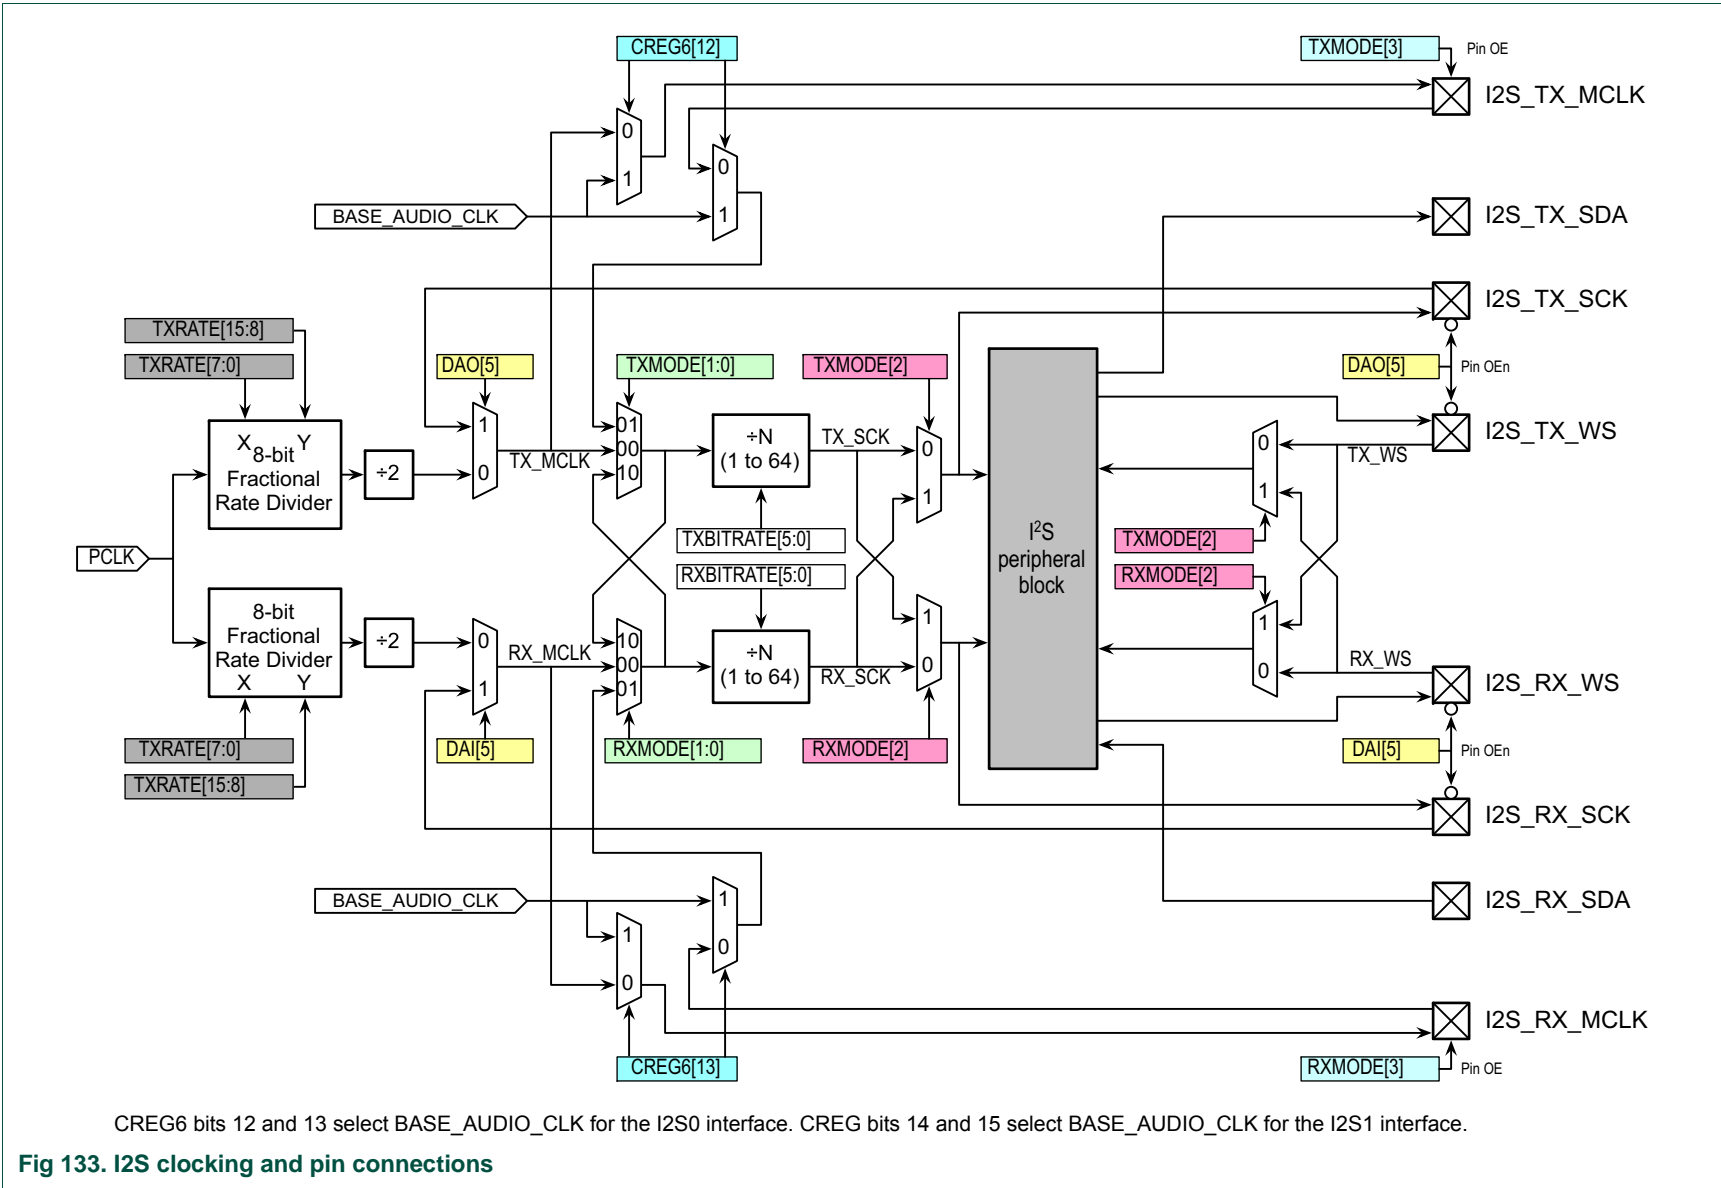 CREG6[12]
TXMODE[3]
Pin OE
I2S_TX_MCLK
0
1
0
1
BASE_AUDIO_CLK
I2S_TX_SDA
I2S_TX_SCK
TXRATE[15:8]
TXRATE[7:0]
DAO[5]
TXMODE[1:0]
TXMODE[2]
DAO[5]
Pin OEn
X Y
8-bit
Fractional
Rate Divider
÷2
1
0
TX_MCLK
01
00
10
÷N
(1 to 64)
TX_SCK
0
1
0
1
TX_WS
I2S_TX_WS
PCLK
TXBITRATE[5:0]
RXBITRATE[5:0]
I2S
peripheral
block
TXMODE[2]
RXMODE[2]
8-bit
Fractional
Rate Divider
X Y
÷2
0
1
RX_MCLK
10
00
01
÷N
(1 to 64)
RX_SCK
1
0
1
0
RX_WS
I2S_RX_WS
TXRATE[7:0]
TXRATE[15:8]
DAI[5]
RXMODE[1:0]
RXMODE[2]
DAI[5]
Pin OEn
I2S_RX_SCK
BASE_AUDIO_CLK
1
0
1
0
I2S_RX_SDA
I2S_RX_MCLK
CREG6[13]
RXMODE[3]
Pin OE
CREG6 bits 12 and 13 select BASE_AUDIO_CLK for the I2S0 interface. CREG bits 14 and 15 select BASE_AUDIO_CLK for the I2S1 interface.
Fig 133. I2S clocking and pin connections